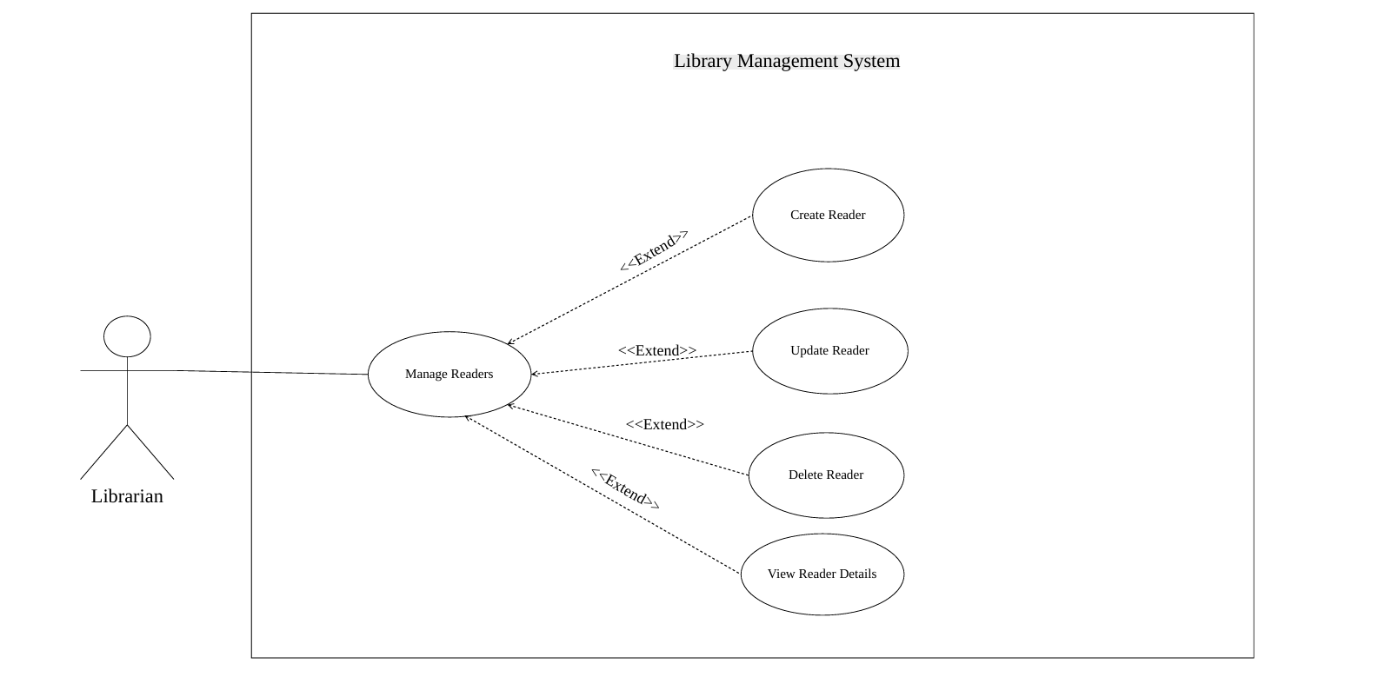 Library Management System
Create Reader
<<Extend>>
<<Extend>>
Update Reader
Manage Readers
<<Extend>>
Delete Reader
<<Extend>>
Librarian
View Reader Details